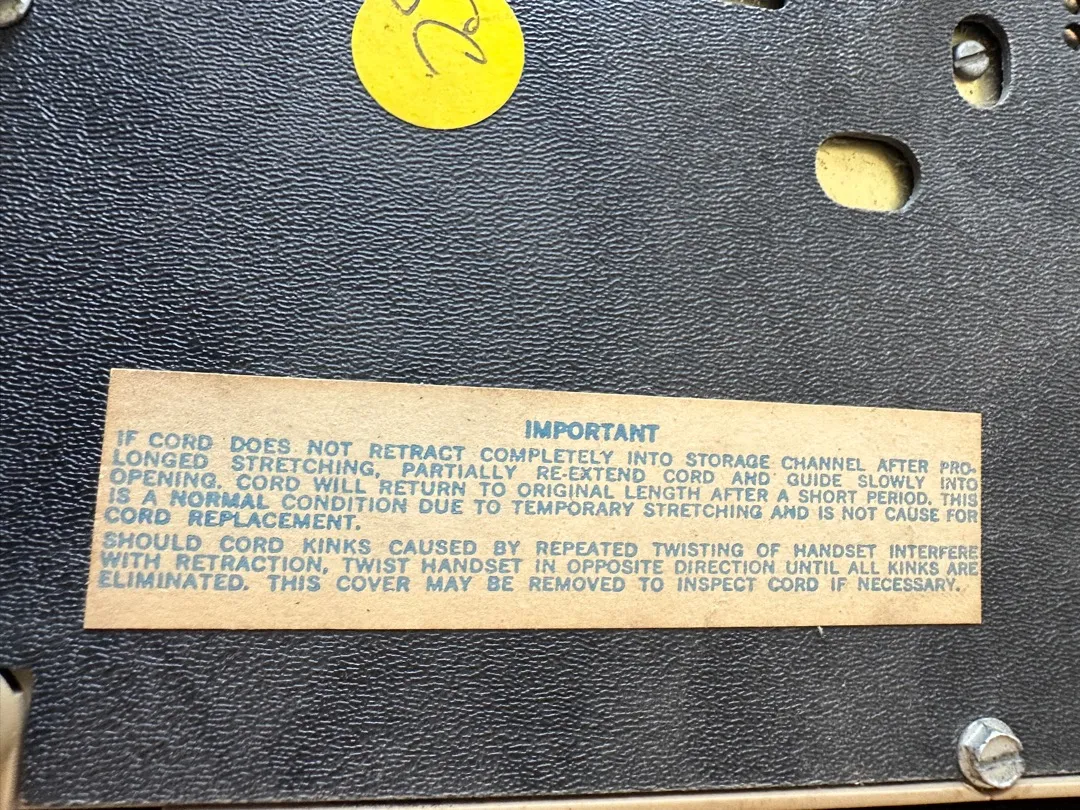 IMPORTANT
IF CORD DOES NOT RETRACT COMPLETELY INTO STORAGE CHANNEL AFTER PRO-
LONGED STRETCHING, PARTIALLY RE-EXTEND CORD AND GUIDE SLOWLY INTO
OPENING. CORD WILL RETURN TO ORIGINAL LENGTH AFTER A SHORT PERIOD. THIS
IS A NORMAL CONDITION DUE TO TEMPORARY STRETCHING AND IS NOT CAUSE FOR
CORD REPLACEMENT.
SHOULD CORD KINKS CAUSED BY REPEATED TWISTING OF HANDSET INTERFERE
WITH RETRACTION, TWIST HANDSET IN OPPOSITE DIRECTION UNTIL ALL KINKS ARE
ELIMINATED. THIS COVER MAY BE REMOVED TO INSPECT CORD IF NECESSARY.